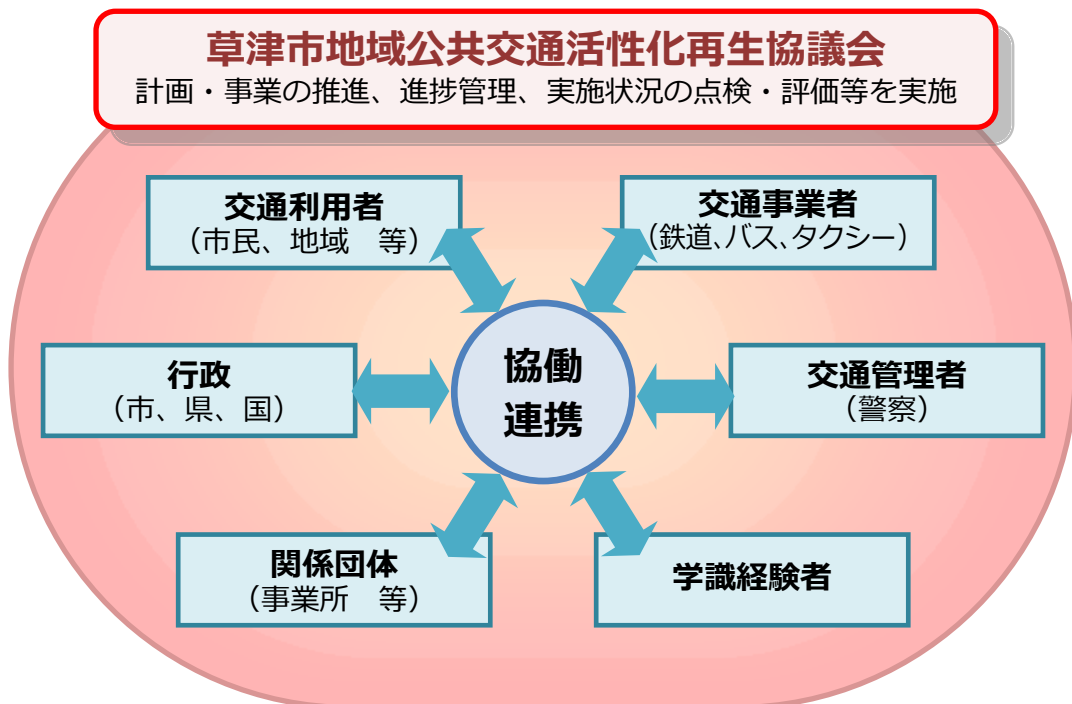 草津市地域公共交通活性化再生協議会
計画・事業の推進、進捗管理、実施状況の点検・評価等を実施
交通利用者
（市民、地域　等）
交通事業者
（鉄道、バス、タクシー）
行政
（市、県、国）
協働
連携
交通管理者
（警察）
関係団体
（事業所　等）
学識経験者